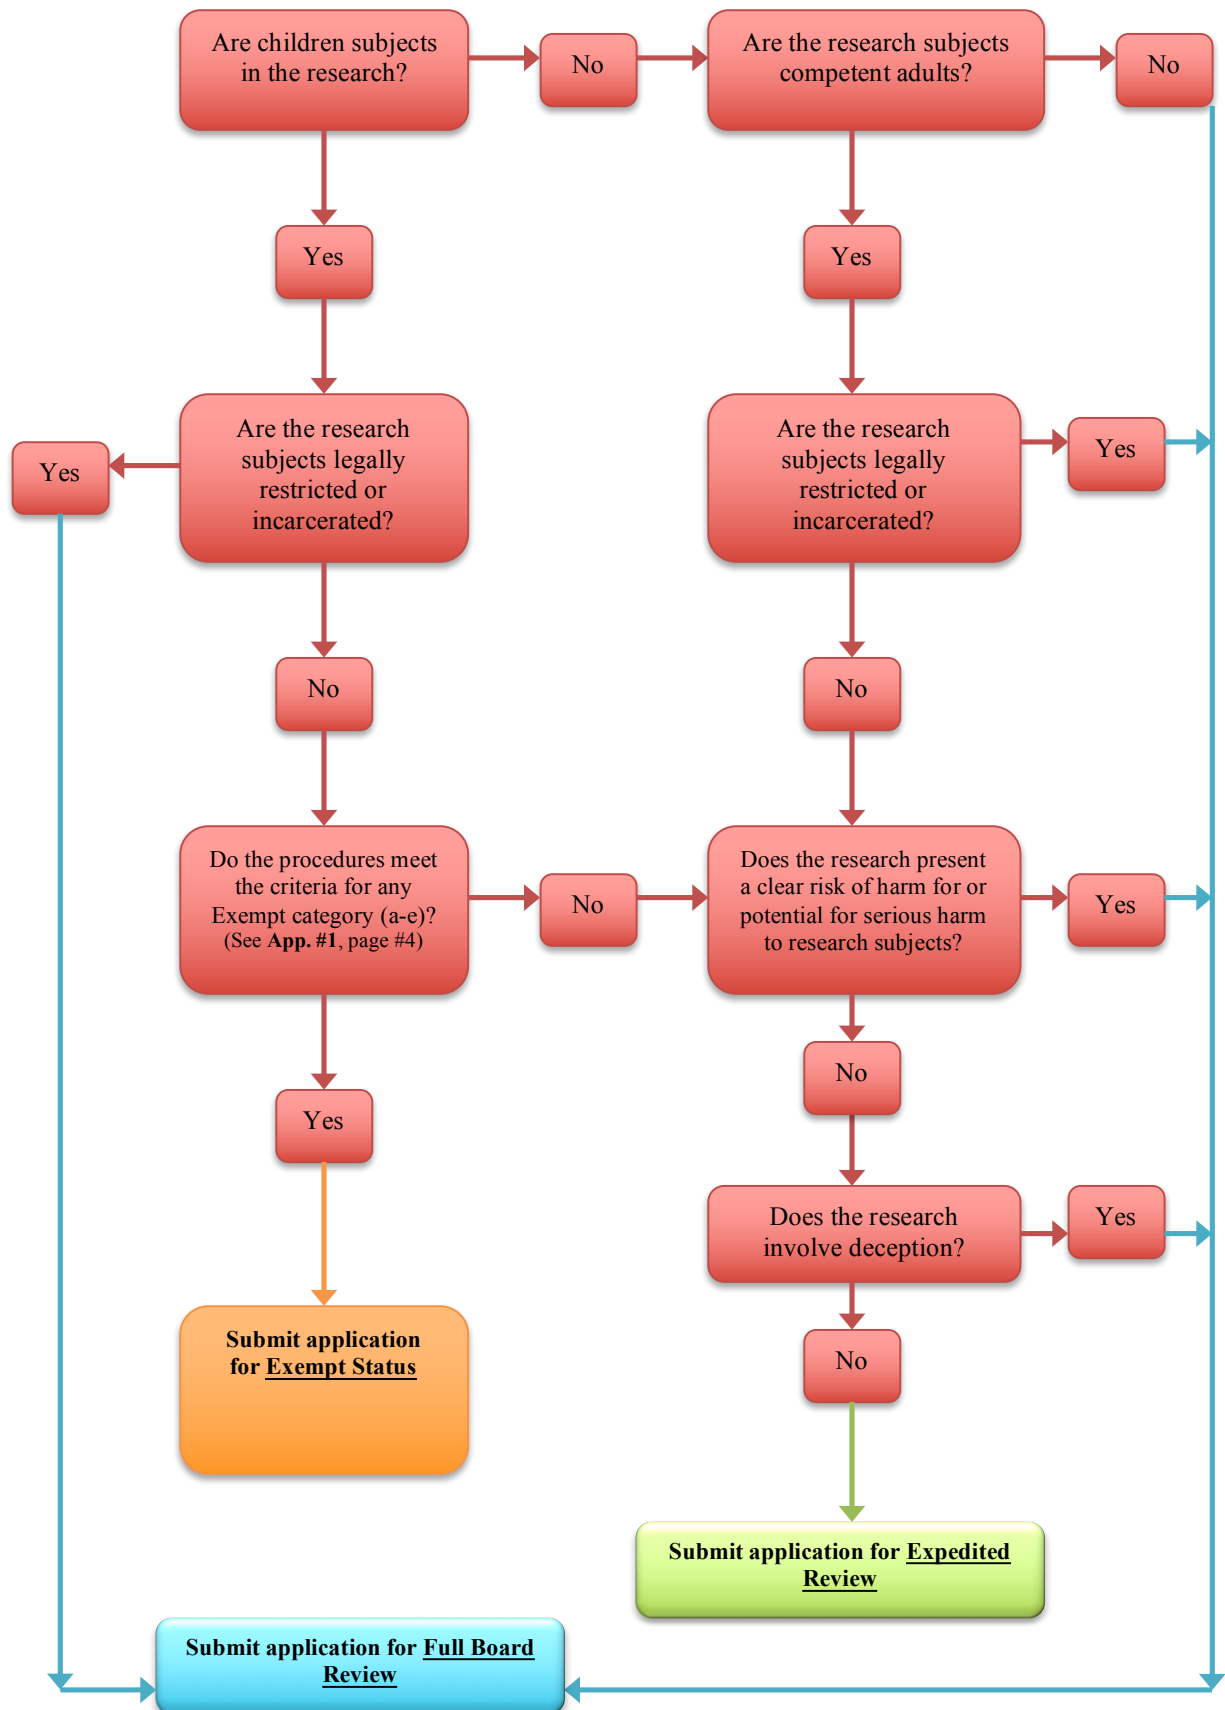 Are children subjects
in the research?
No
Are the research subjects
competent adults?
No
Yes
Yes
Yes
Are the research
subjects legally
restricted or
incarcerated?
Are the research
subjects legally
restricted or
incarcerated?
Yes
No
No
Do the procedures meet
the criteria for any
Exempt category (a-e)?
(See App. #1, page #4)
No
Does the research present
a clear risk of harm for or
potential for serious harm
to research subjects?
Yes
No
Yes
Does the research
involve deception?
Yes
Submit application
for Exempt Status
No
Submit application for Expedited
Review
Submit application for Full Board
Review